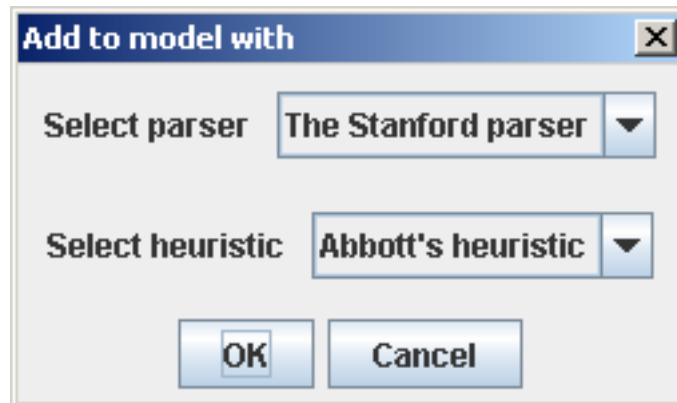 Add to model with
Select parser The Stanford parser
Select heuristic Abbott's heuristic
OK Cancel